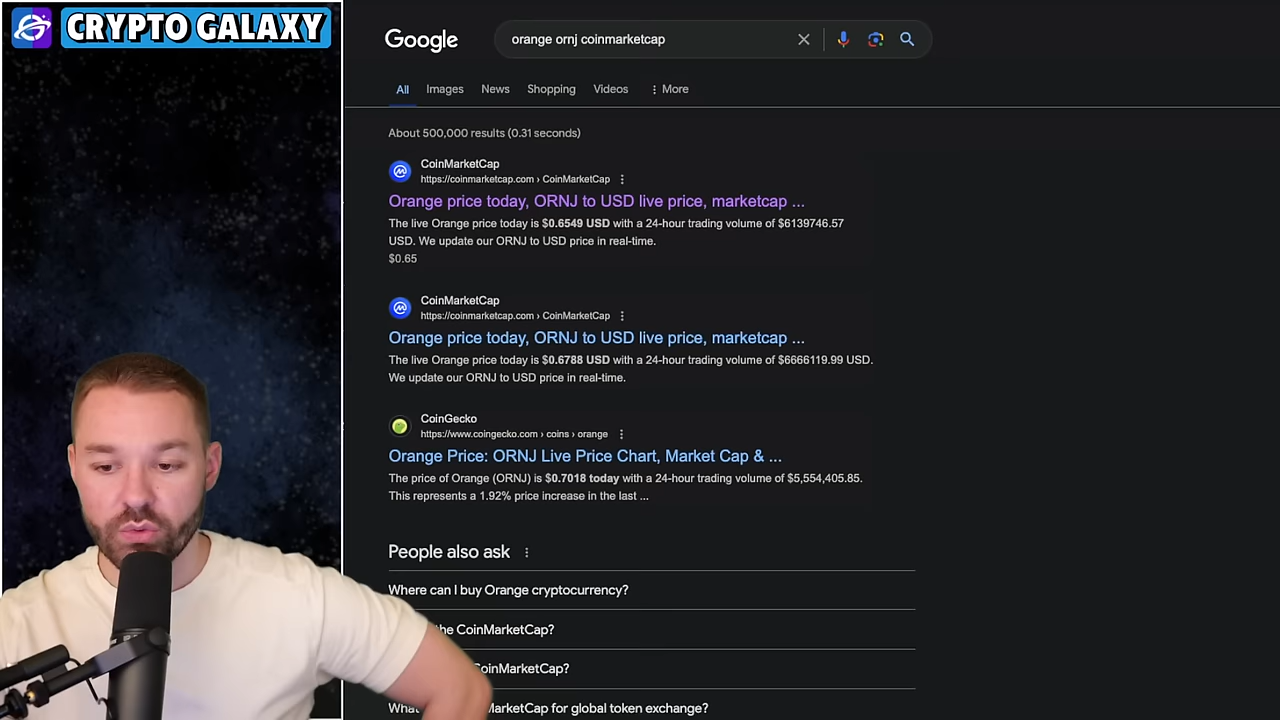 CRYPTO GALAXY
Google
orange ornj coinmarketcap
All Images News Shopping Videos More
About 500,000 results (0.31 seconds)
CoinMarketCap
https://coinmarketcap.com › CoinMarketCap
Orange price today, ORNJ to USD live price, marketcap ...
The live Orange price today is $0.6549 USD with a 24-hour trading volume of $6139746.57
USD. We update our ORNJ to USD price in real-time.
$0.65
CoinMarketCap
https://coinmarketcap.com › CoinMarketCap
Orange price today, ORNJ to USD live price, marketcap ...
The live Orange price today is $0.6788 USD with a 24-hour trading volume of $6666119.99 USD.
We update our ORNJ to USD price in real-time.
CoinGecko
https://www.coingecko.com › coins › orange
Orange Price: ORNJ Live Price Chart, Market Cap & ...
The price of Orange (ORNJ) is $0.7018 today with a 24-hour trading volume of $5,554,405.85.
This represents a 1.92% price increase in the last ...
People also ask
Where can I buy Orange cryptocurrency?
the CoinMarketCap?
CoinMarketCap?
MarketCap for global token exchange?